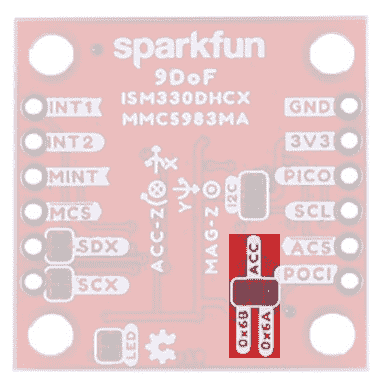 sparkfun
9DoF
ISM330DHCX
MMC5983MA
INT1
GND
INT2
3V3
MINT
PICO
MCS
SCL
SDX
ACS
SCX
POCI
X
Y
ACC-Z
MAG-Z
I2C
ACC
0x6B
0x6A
LED